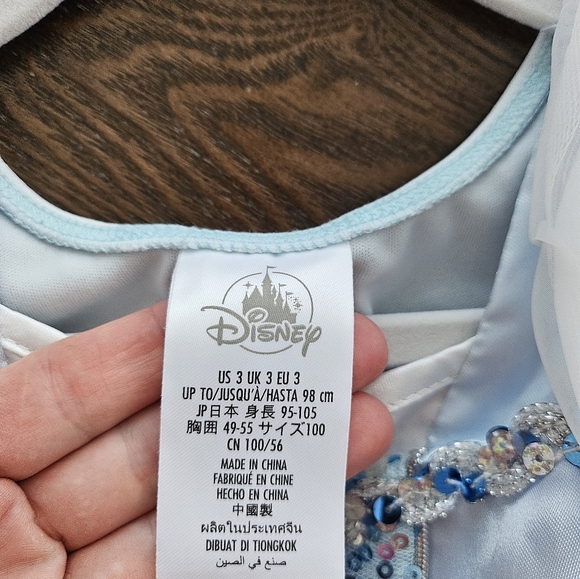 Disney
US 3 UK 3 EU 3
UP TO/JUSQU'À/HASTA 98 cm
JP日本 身長 95-105
胸囲 49-55 サイズ100
CN 100/56
MADE IN CHINA
FABRIQUÉ EN CHINE
HECHO EN CHINA
中國製
ผลิตในประเทศจีน
DIBUAT DI TIONGKOK
صنع في الصين